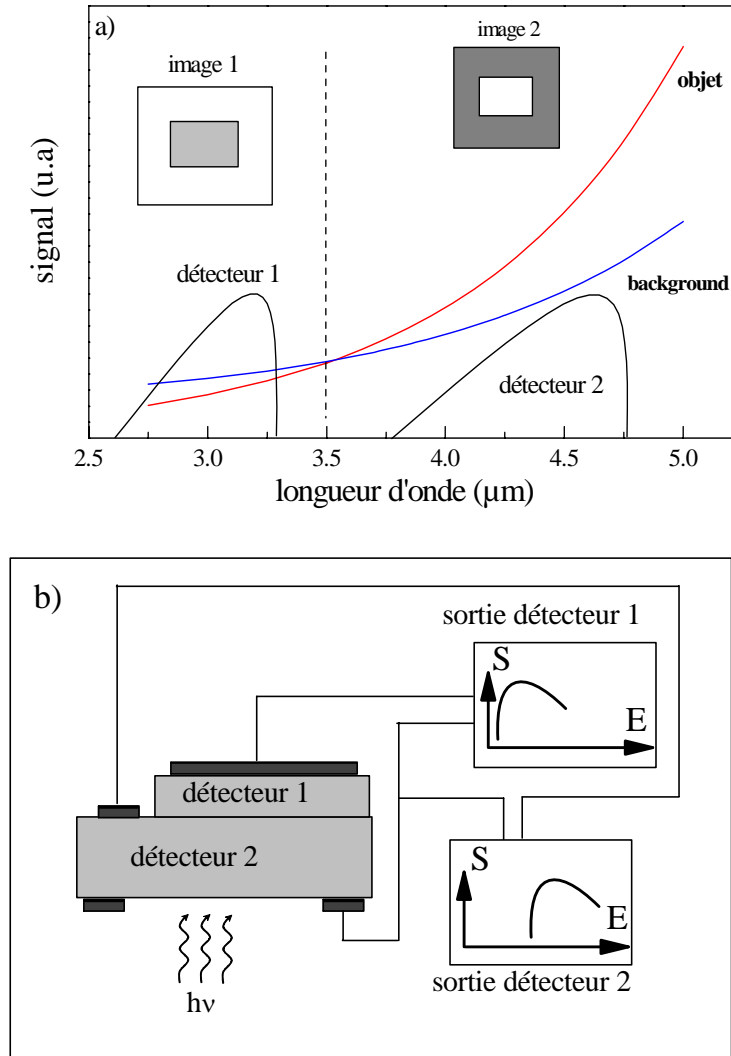 a)
image 1
image 2
objet
signal (u.a)
détecteur 1
background
détecteur 2
2.5 3.0 3.5 4.0 4.5 5.0
longueur d'onde (µm)
b)
sortie détecteur 1
S
E
détecteur 1
détecteur 2
S
E
sortie détecteur 2
hν